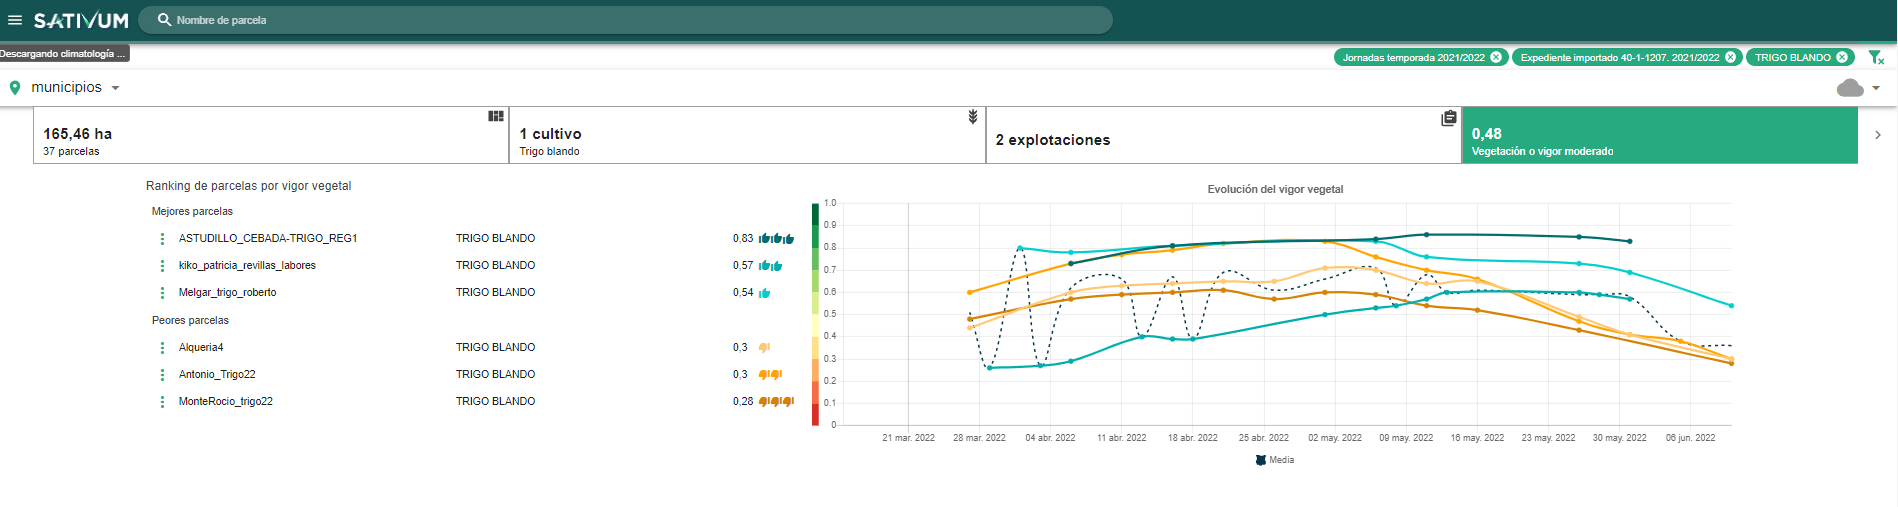 SATIVUM
Nombre de parcela
Descargando climatología ...
Jornadas temporada 2021/2022
Expediente importado 40-1-1207. 2021/2022
TRIGO BLANDO
municipios
165,46 ha
37 parcelas
1 cultivo
Trigo blando
2 explotaciones
0,48
Vegetación o vigor moderado
Ranking de parcelas por vigor vegetal
Mejores parcelas
ASTUDILLO_CEBADA-TRIGO_REG1 TRIGO BLANDO 0,83
kiko_patricia_revillas_labores TRIGO BLANDO 0,57
Melgar_trigo_roberto TRIGO BLANDO 0,54
Peores parcelas
Alqueria4 TRIGO BLANDO 0,3
Antonio_Trigo22 TRIGO BLANDO 0,3
MonteRocio_trigo22 TRIGO BLANDO 0,28
Evolución del vigor vegetal
1.0
0.9
0.8
0.7
0.6
0.5
0.4
0.3
0.2
0.1
0
21 mar. 2022 28 mar. 2022 04 abr. 2022 11 abr. 2022 18 abr. 2022 25 abr. 2022 02 may. 2022 09 may. 2022 16 may. 2022 23 may. 2022 30 may. 2022 06 jun. 2022
Media